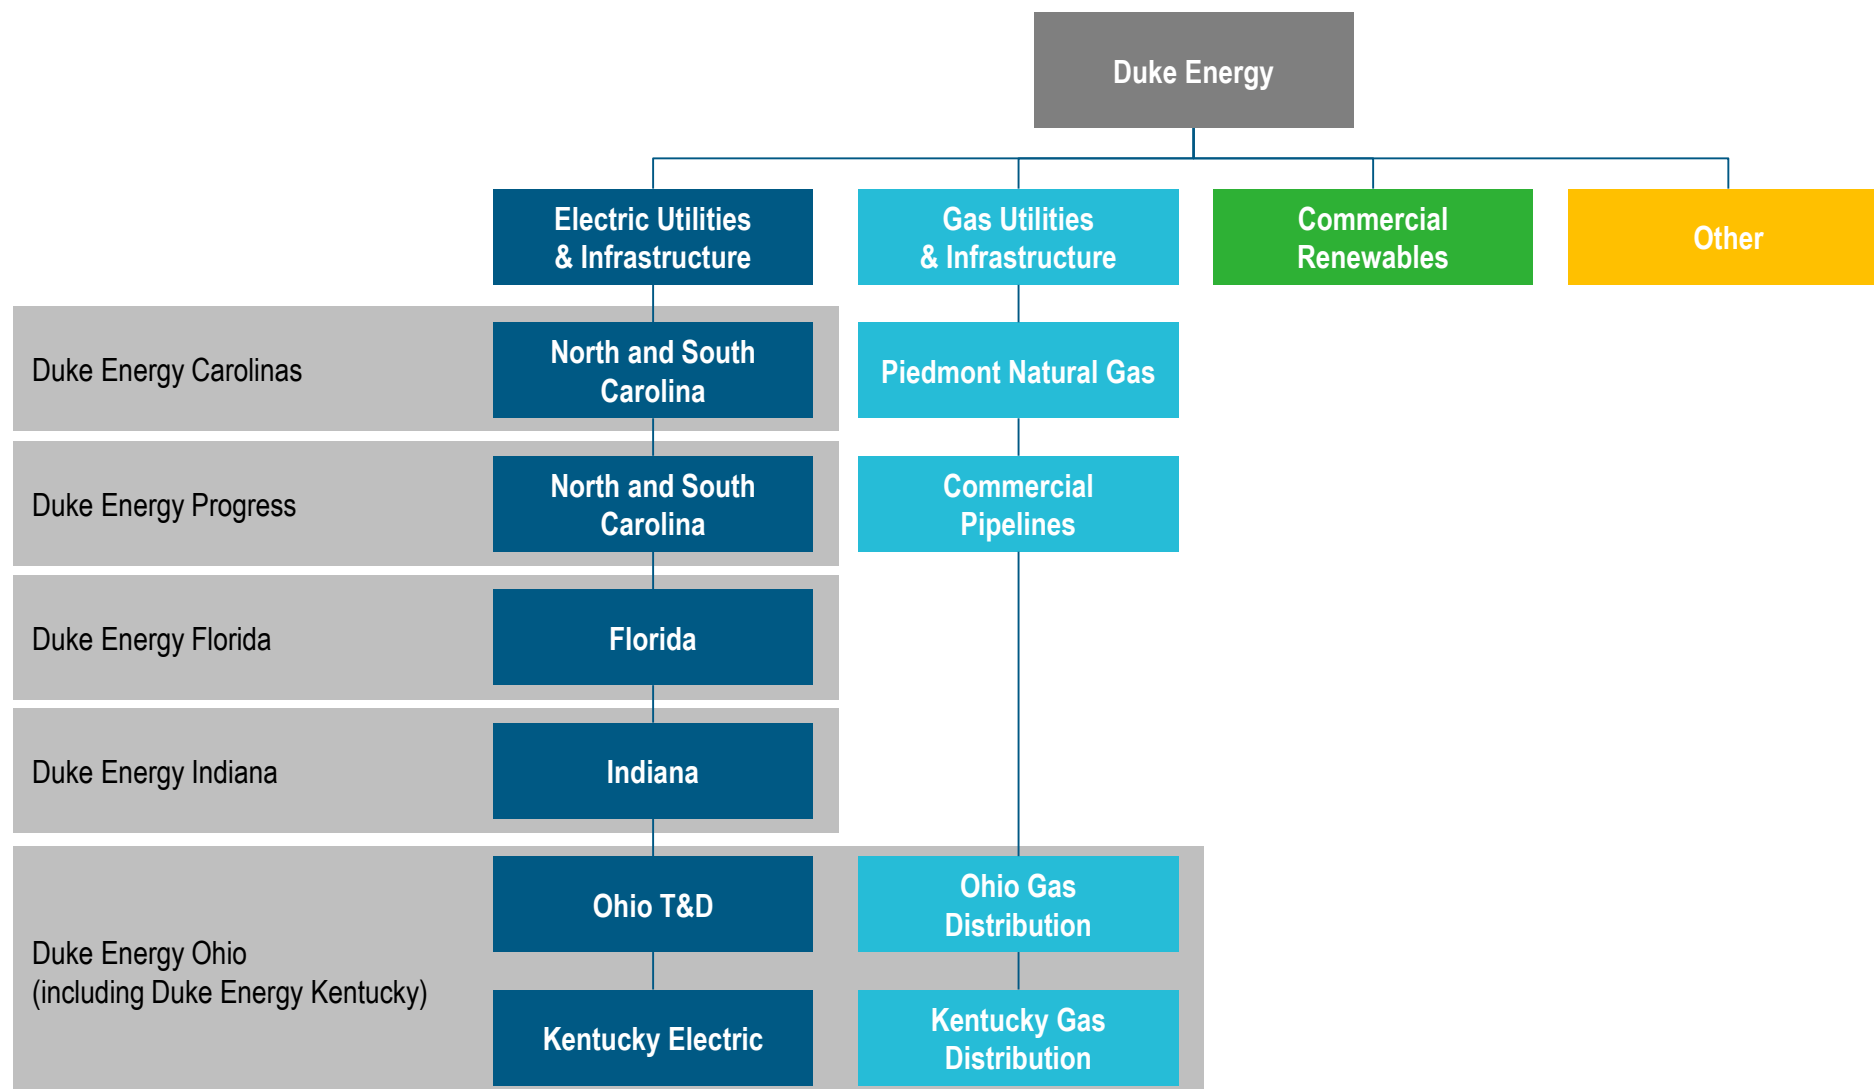 Duke Energy
Electric Utilities
& Infrastructure
Gas Utilities
& Infrastructure
Commercial
Renewables
Other
Duke Energy Carolinas
North and South
Carolina
Piedmont Natural Gas
Duke Energy Progress
North and South
Carolina
Commercial
Pipelines
Duke Energy Florida
Florida
Duke Energy Indiana
Indiana
Duke Energy Ohio
(including Duke Energy Kentucky)
Ohio T&D
Ohio Gas
Distribution
Kentucky Electric
Kentucky Gas
Distribution